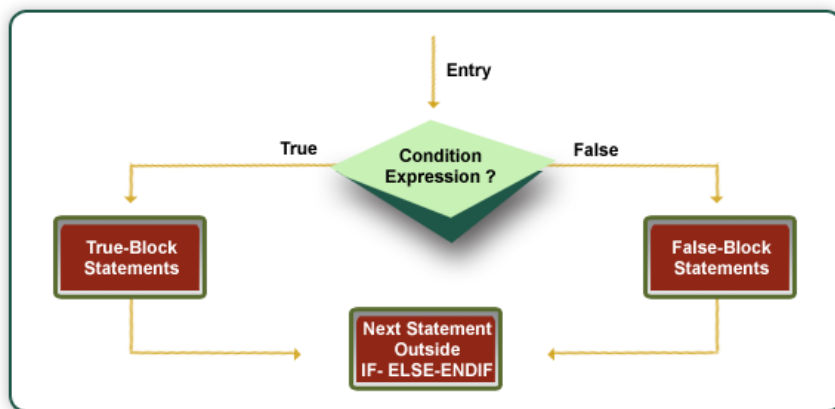 Entry
True
False
Condition
Expression ?
True-Block
Statements
False-Block
Statements
Next Statement
Outside
IF- ELSE-ENDIF